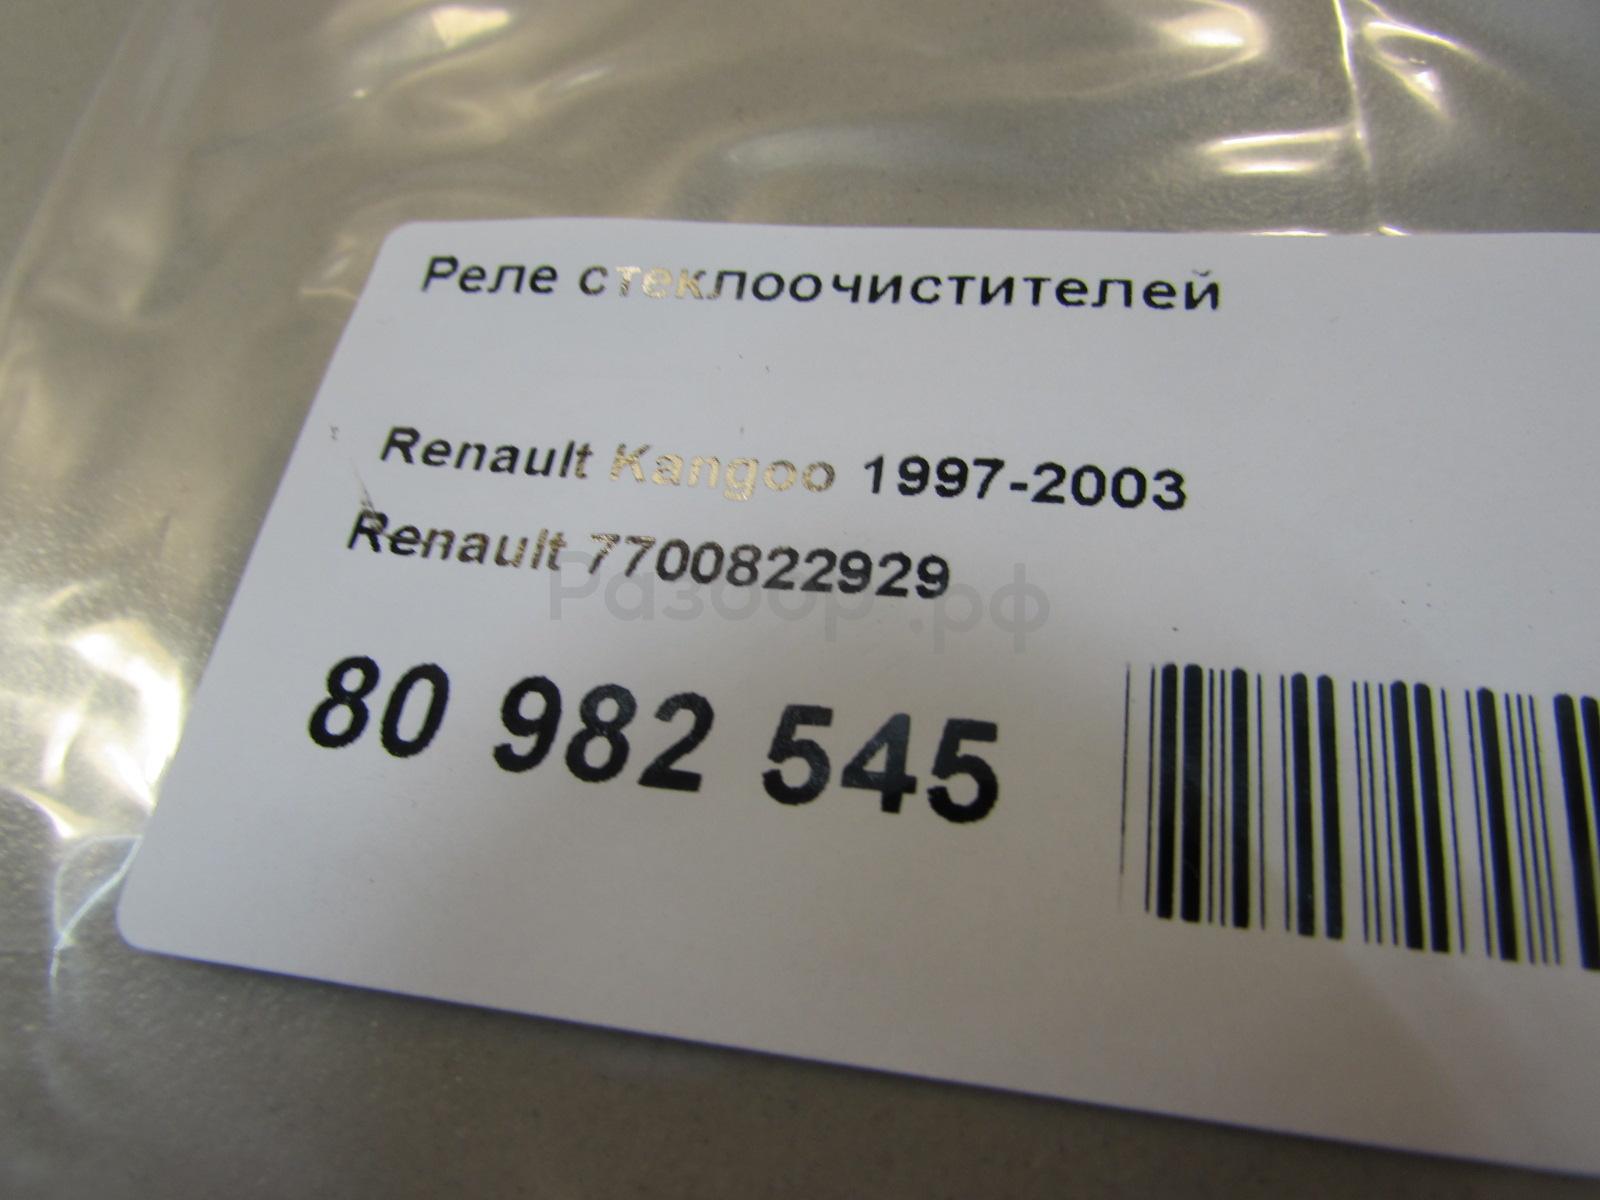 Реле стеклоочистителей
Renault Kangoo 1997-2003
Renault 7700822929
Разбор.рф
80 982 545